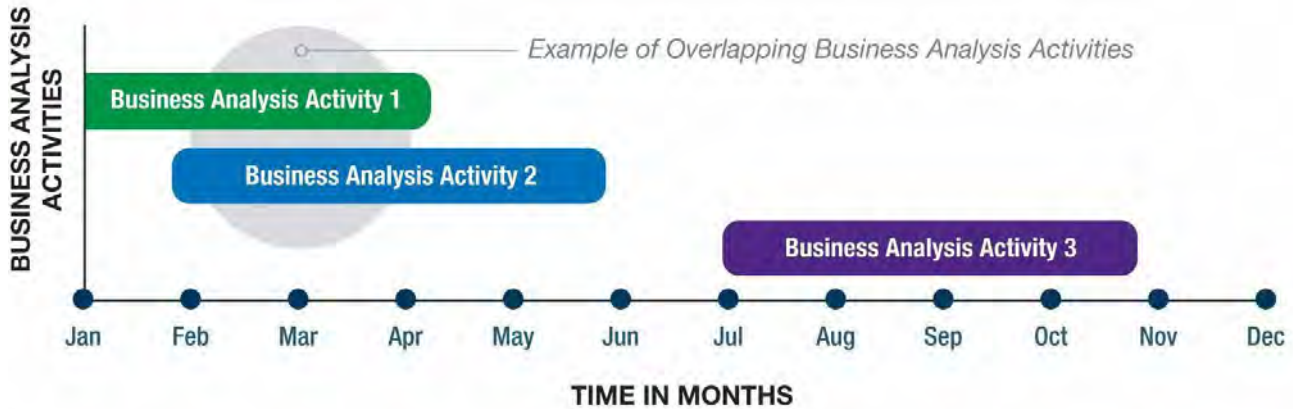 BUSINESS ANALYSIS
ACTIVITIES
Example of Overlapping Business Analysis Activities
Business Analysis Activity 1
Business Analysis Activity 2
Business Analysis Activity 3
Jan Feb Mar Apr May Jun Jul Aug Sep Oct Nov Dec
TIME IN MONTHS